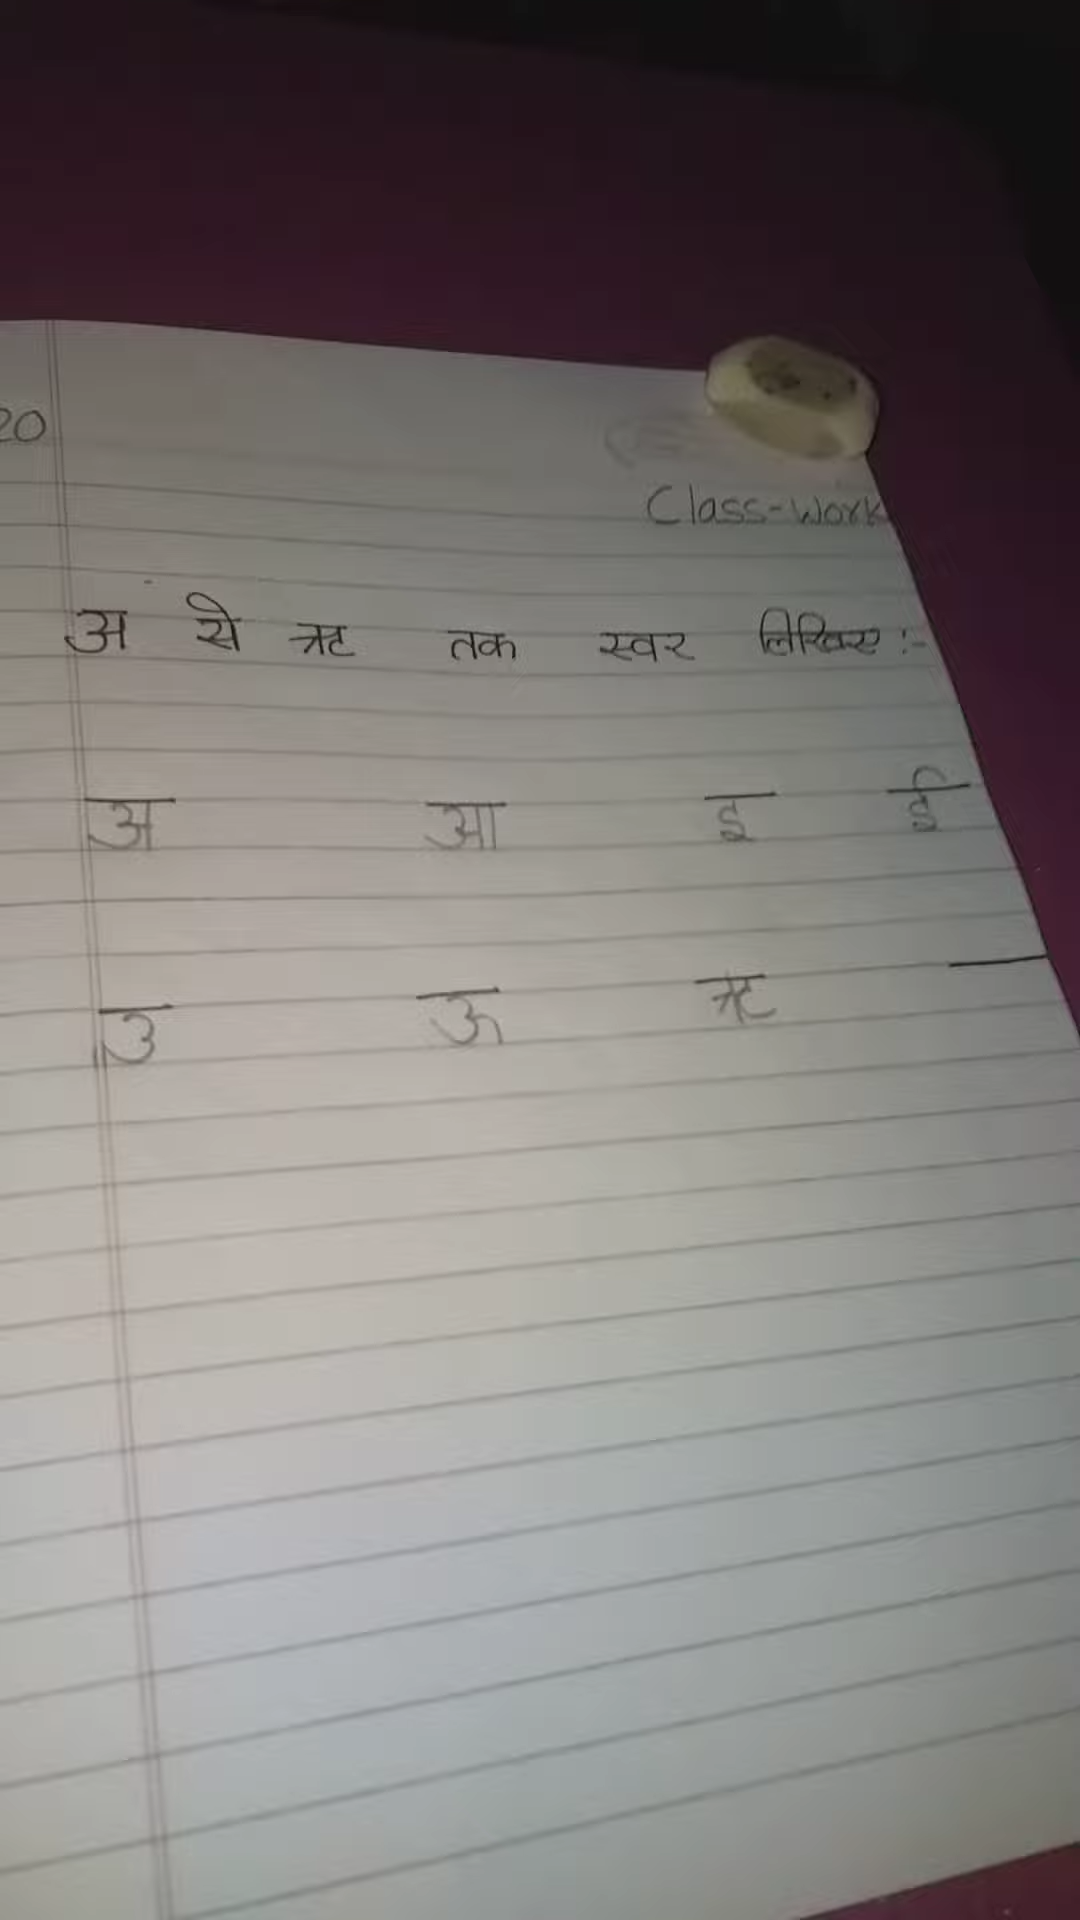 20
Class-Work
अ से ऋ तक स्वर लिखिए :-
अ आ इ ई
उ ऊ ऋ